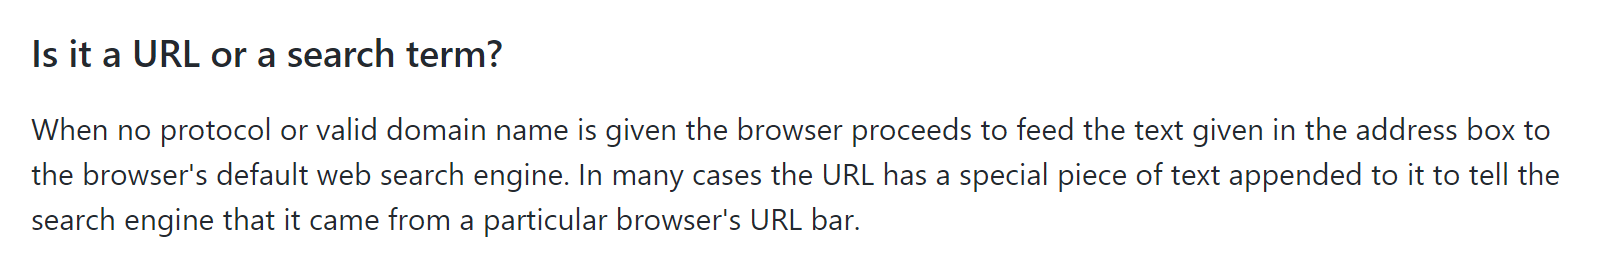 Is it a URL or a search term?
When no protocol or valid domain name is given the browser proceeds to feed the text given in the address box to
the browser's default web search engine. In many cases the URL has a special piece of text appended to it to tell the
search engine that it came from a particular browser's URL bar.